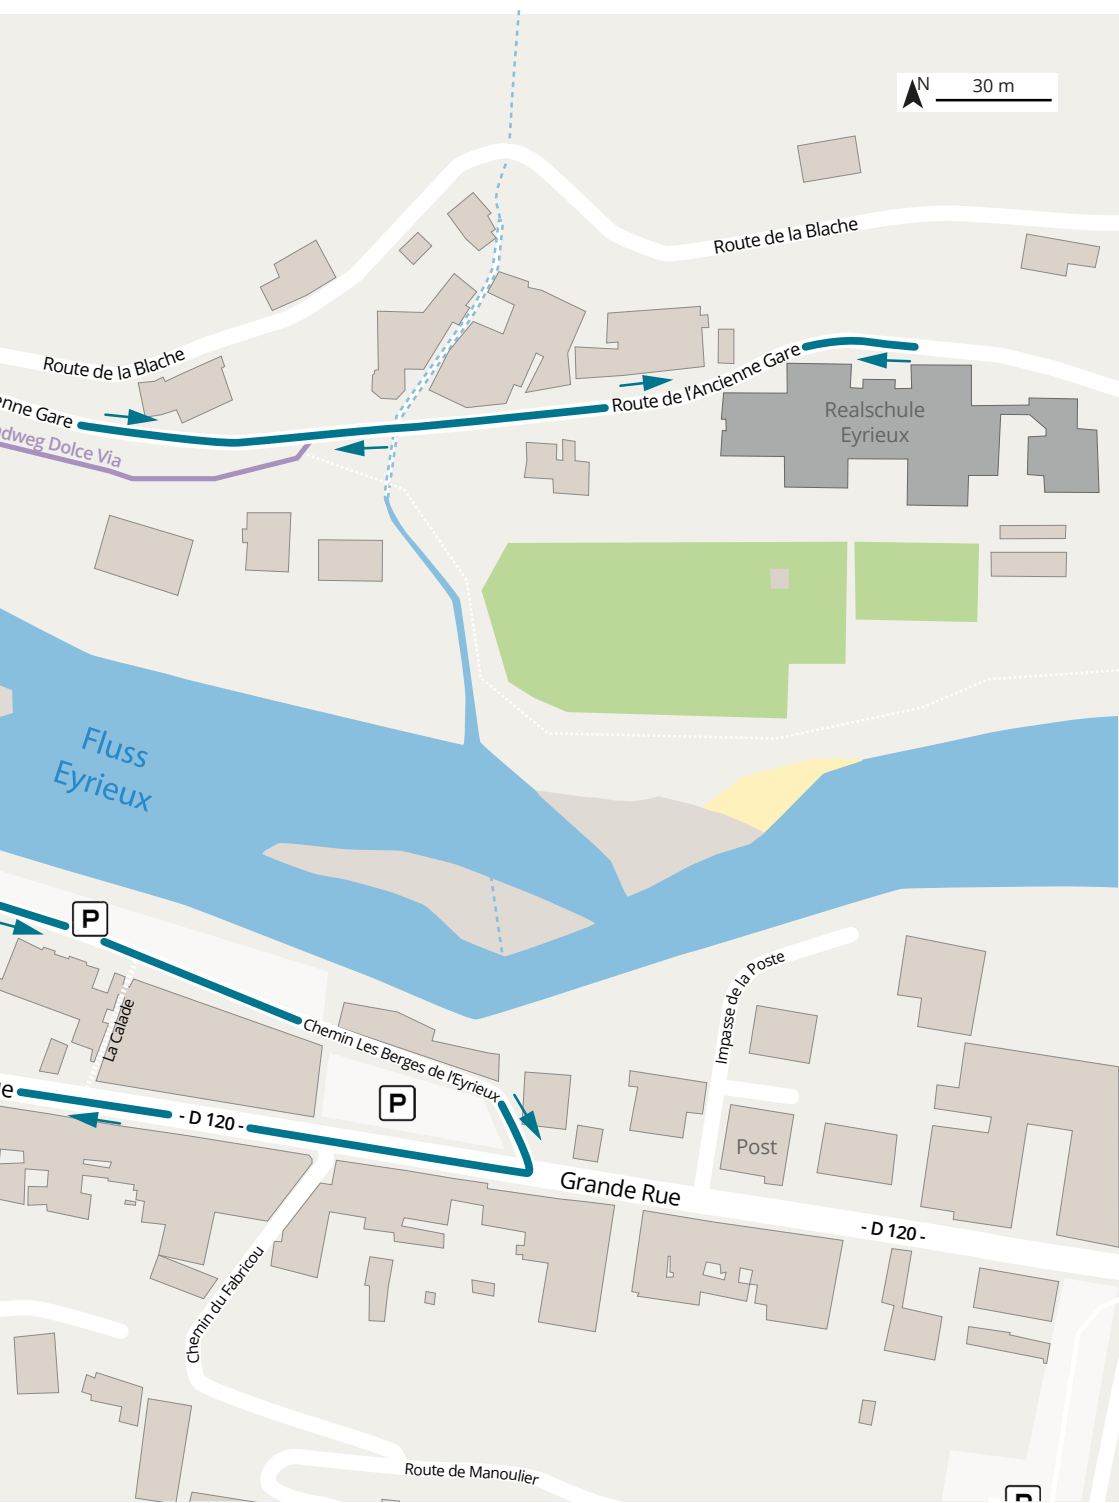 N
30 m
Route de la Blache
Route de la Blache
enne Gare
Route de l'Ancienne Gare
dweg Dolce Via
Realschule
Eyrieux
Fluss
Eyrieux
P
La Calade
Chemin Les Berges de l'Eyrieux
P
Impasse de la Poste
Post
e
- D 120 -
Grande Rue
- D 120 -
Chemin du Fabricou
Route de Manoulier
P